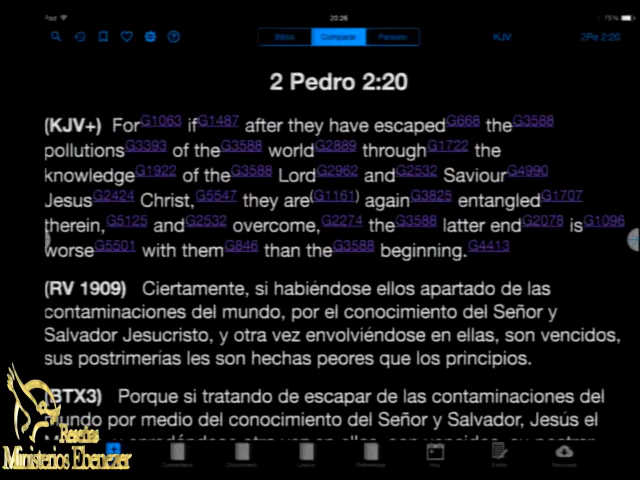 iPad
20:26
75%
Biblia Comparar Paralelo
KJV
2Pe 2:20
2 Pedro 2:20
(KJV+) ForG1063 ifG1487 after they have escapedG668 theG3588
pollutionsG3393 of theG3588 worldG2889 throughG1722 the
knowledgeG1922 of theG3588 LordG2962 andG2532 SaviourG4990
JesusG2424 Christ,G5547 they are(G1161) againG3825 entangledG1707
therein,G5125 andG2532 overcome,G2274 theG3588 latter endG2078 isG1096
worseG5501 with themG846 than theG3588 beginning.G4413
(RV 1909) Ciertamente, si habiéndose ellos apartado de las
contaminaciones del mundo, por el conocimiento del Señor y
Salvador Jesucristo, y otra vez envolviéndose en ellas, son vencidos,
sus postrimerías les son hechas peores que los principios.
(BTX3) Porque si tratando de escapar de las contaminaciones del
mundo por medio del conocimiento del Señor y Salvador, Jesús el
Reseñas
Ministerios Ebenezer